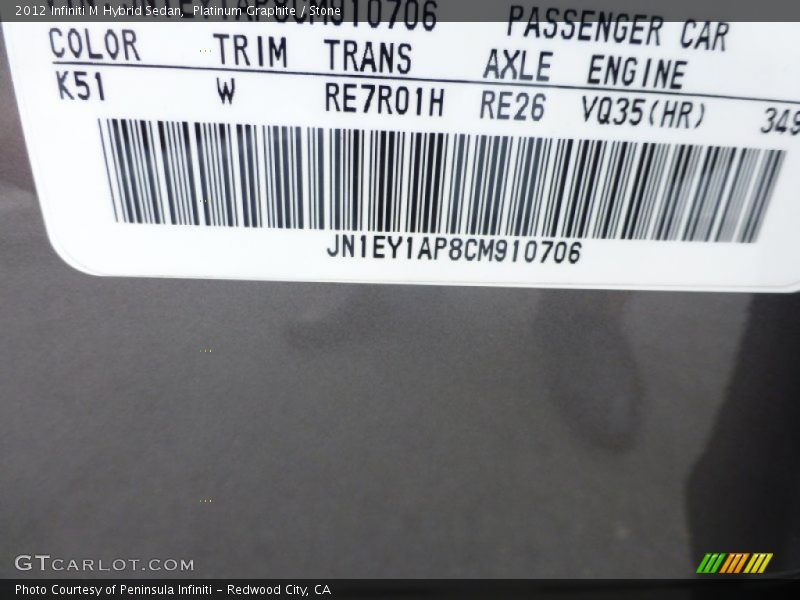 2012 Infiniti M Hybrid Sedan, Platinum Graphite / Stone
PASSENGER CAR
COLOR TRIM TRANS AXLE ENGINE
K51 W RE7R01H RE26 VQ35(HR) 349
JN1EY1AP8CM910706
GTCARLOT.COM
Photo Courtesy of Peninsula Infiniti - Redwood City, CA